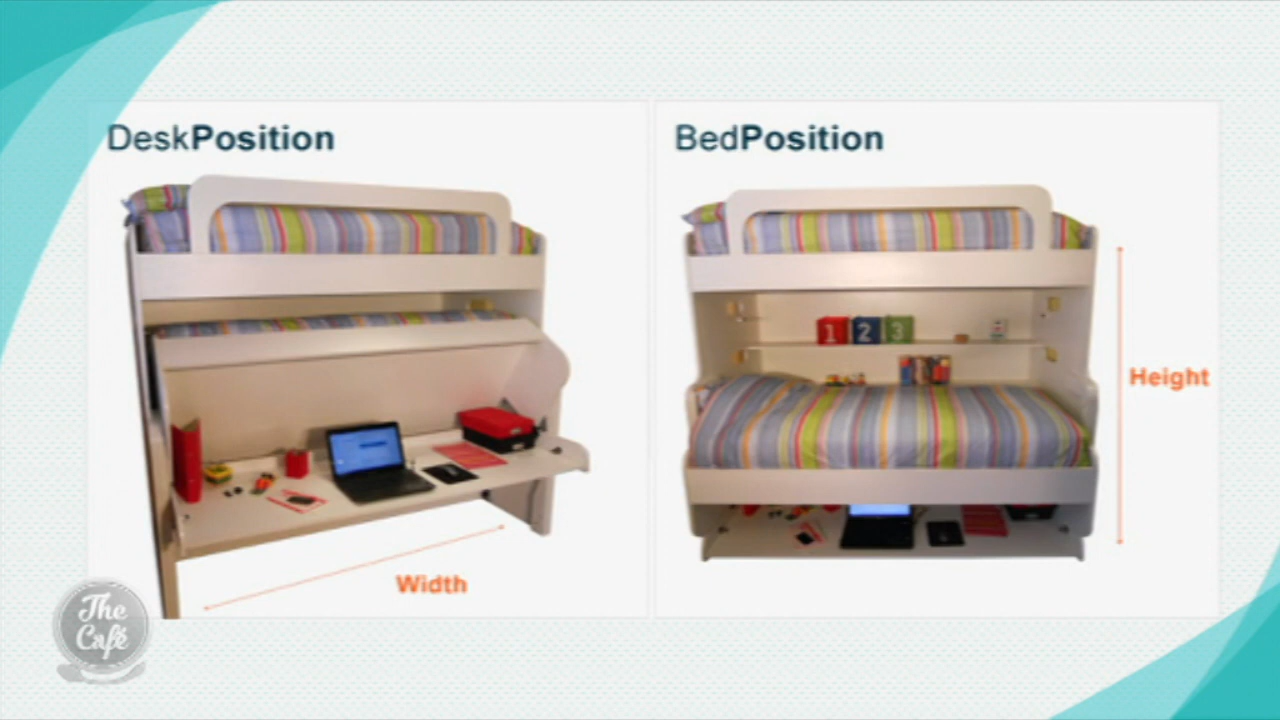 DeskPosition
BedPosition
1 2 3
Height
Width
The
Café